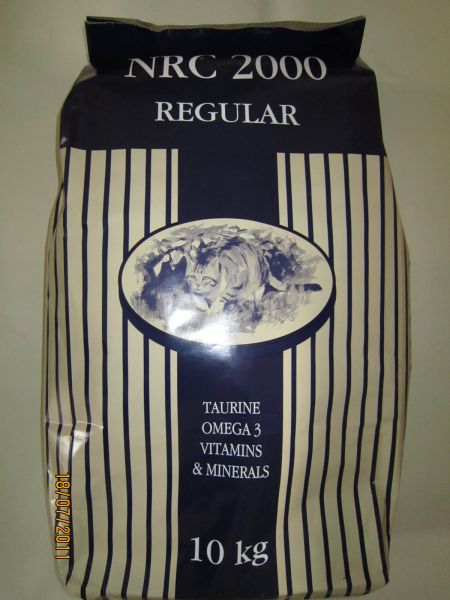 NRC 2000
REGULAR
TAURINE
OMEGA 3
VITAMINS
& MINERALS
10 kg
18/07/2011